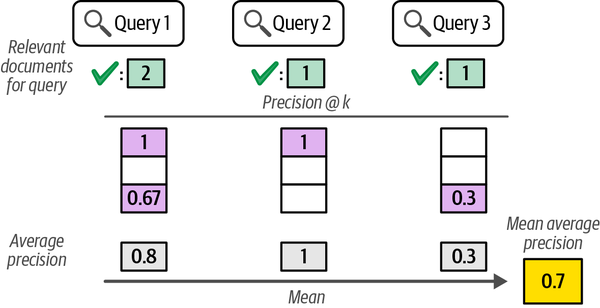 Query 1
Query 2
Query 3
Relevant
documents
for query
: 2
: 1
: 1
Precision @ k
1
1
0.67
0.3
Average
precision
0.8
1
0.3
Mean average
precision
0.7
Mean